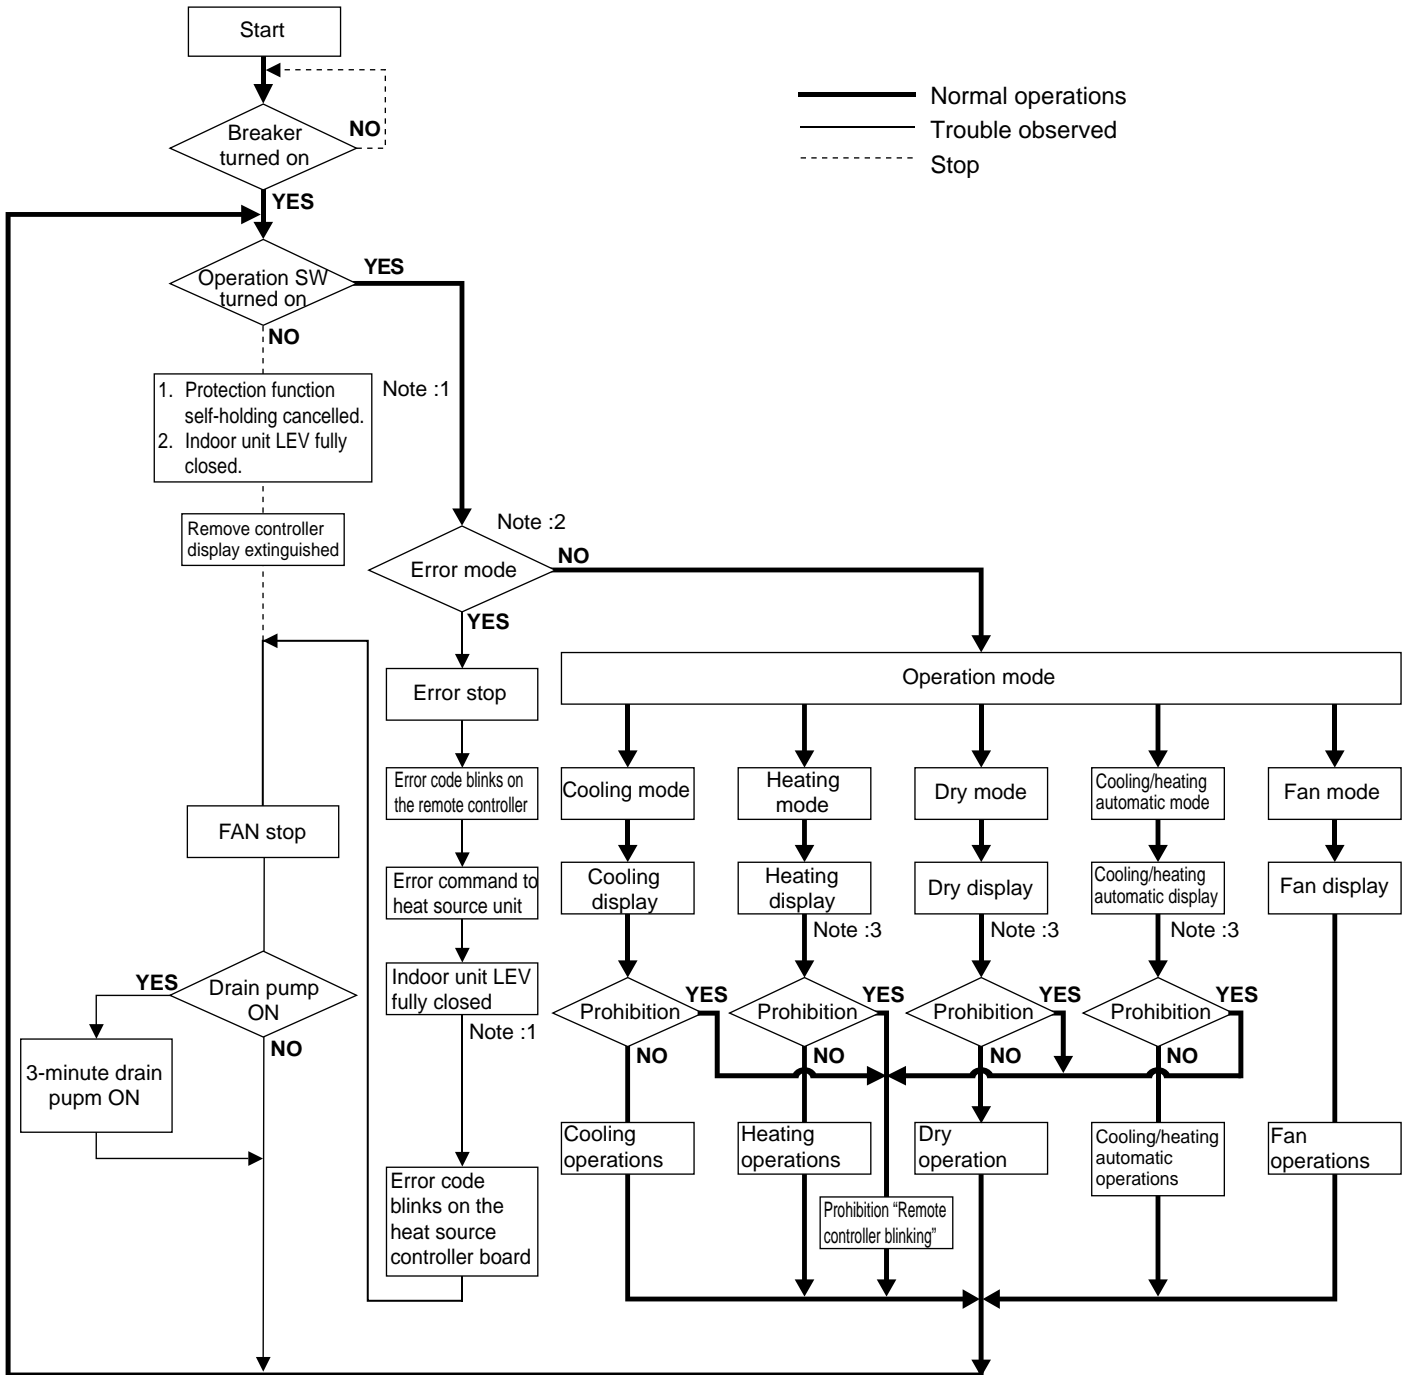 Start
Normal operations
Trouble observed
Stop
Breaker
turned on
NO
YES
Operation SW
turned on
YES
NO
1. Protection function
self-holding cancelled.
2. Indoor unit LEV fully
closed.
Note :1
Remove controller
display extinguished
Note :2
Error mode
NO
YES
Error stop
Operation mode
Error code blinks on
the remote controller
Cooling mode
Heating
mode
Dry mode
Cooling/heating
automatic mode
Fan mode
FAN stop
Error command to
heat source unit
Cooling
display
Heating
display
Dry display
Cooling/heating
automatic display
Fan display
Note :3
Note :3
Note :3
YES
Drain pump
ON
NO
Indoor unit LEV
fully closed
Note :1
Prohibition
YES
NO
Prohibition
YES
NO
Prohibition
YES
NO
Prohibition
YES
NO
3-minute drain
pupm ON
Cooling
operations
Heating
operations
Dry
operation
Cooling/heating
automatic
operations
Fan
operations
Error code
blinks on the
heat source
controller board
Prohibition “Remote
controller blinking”